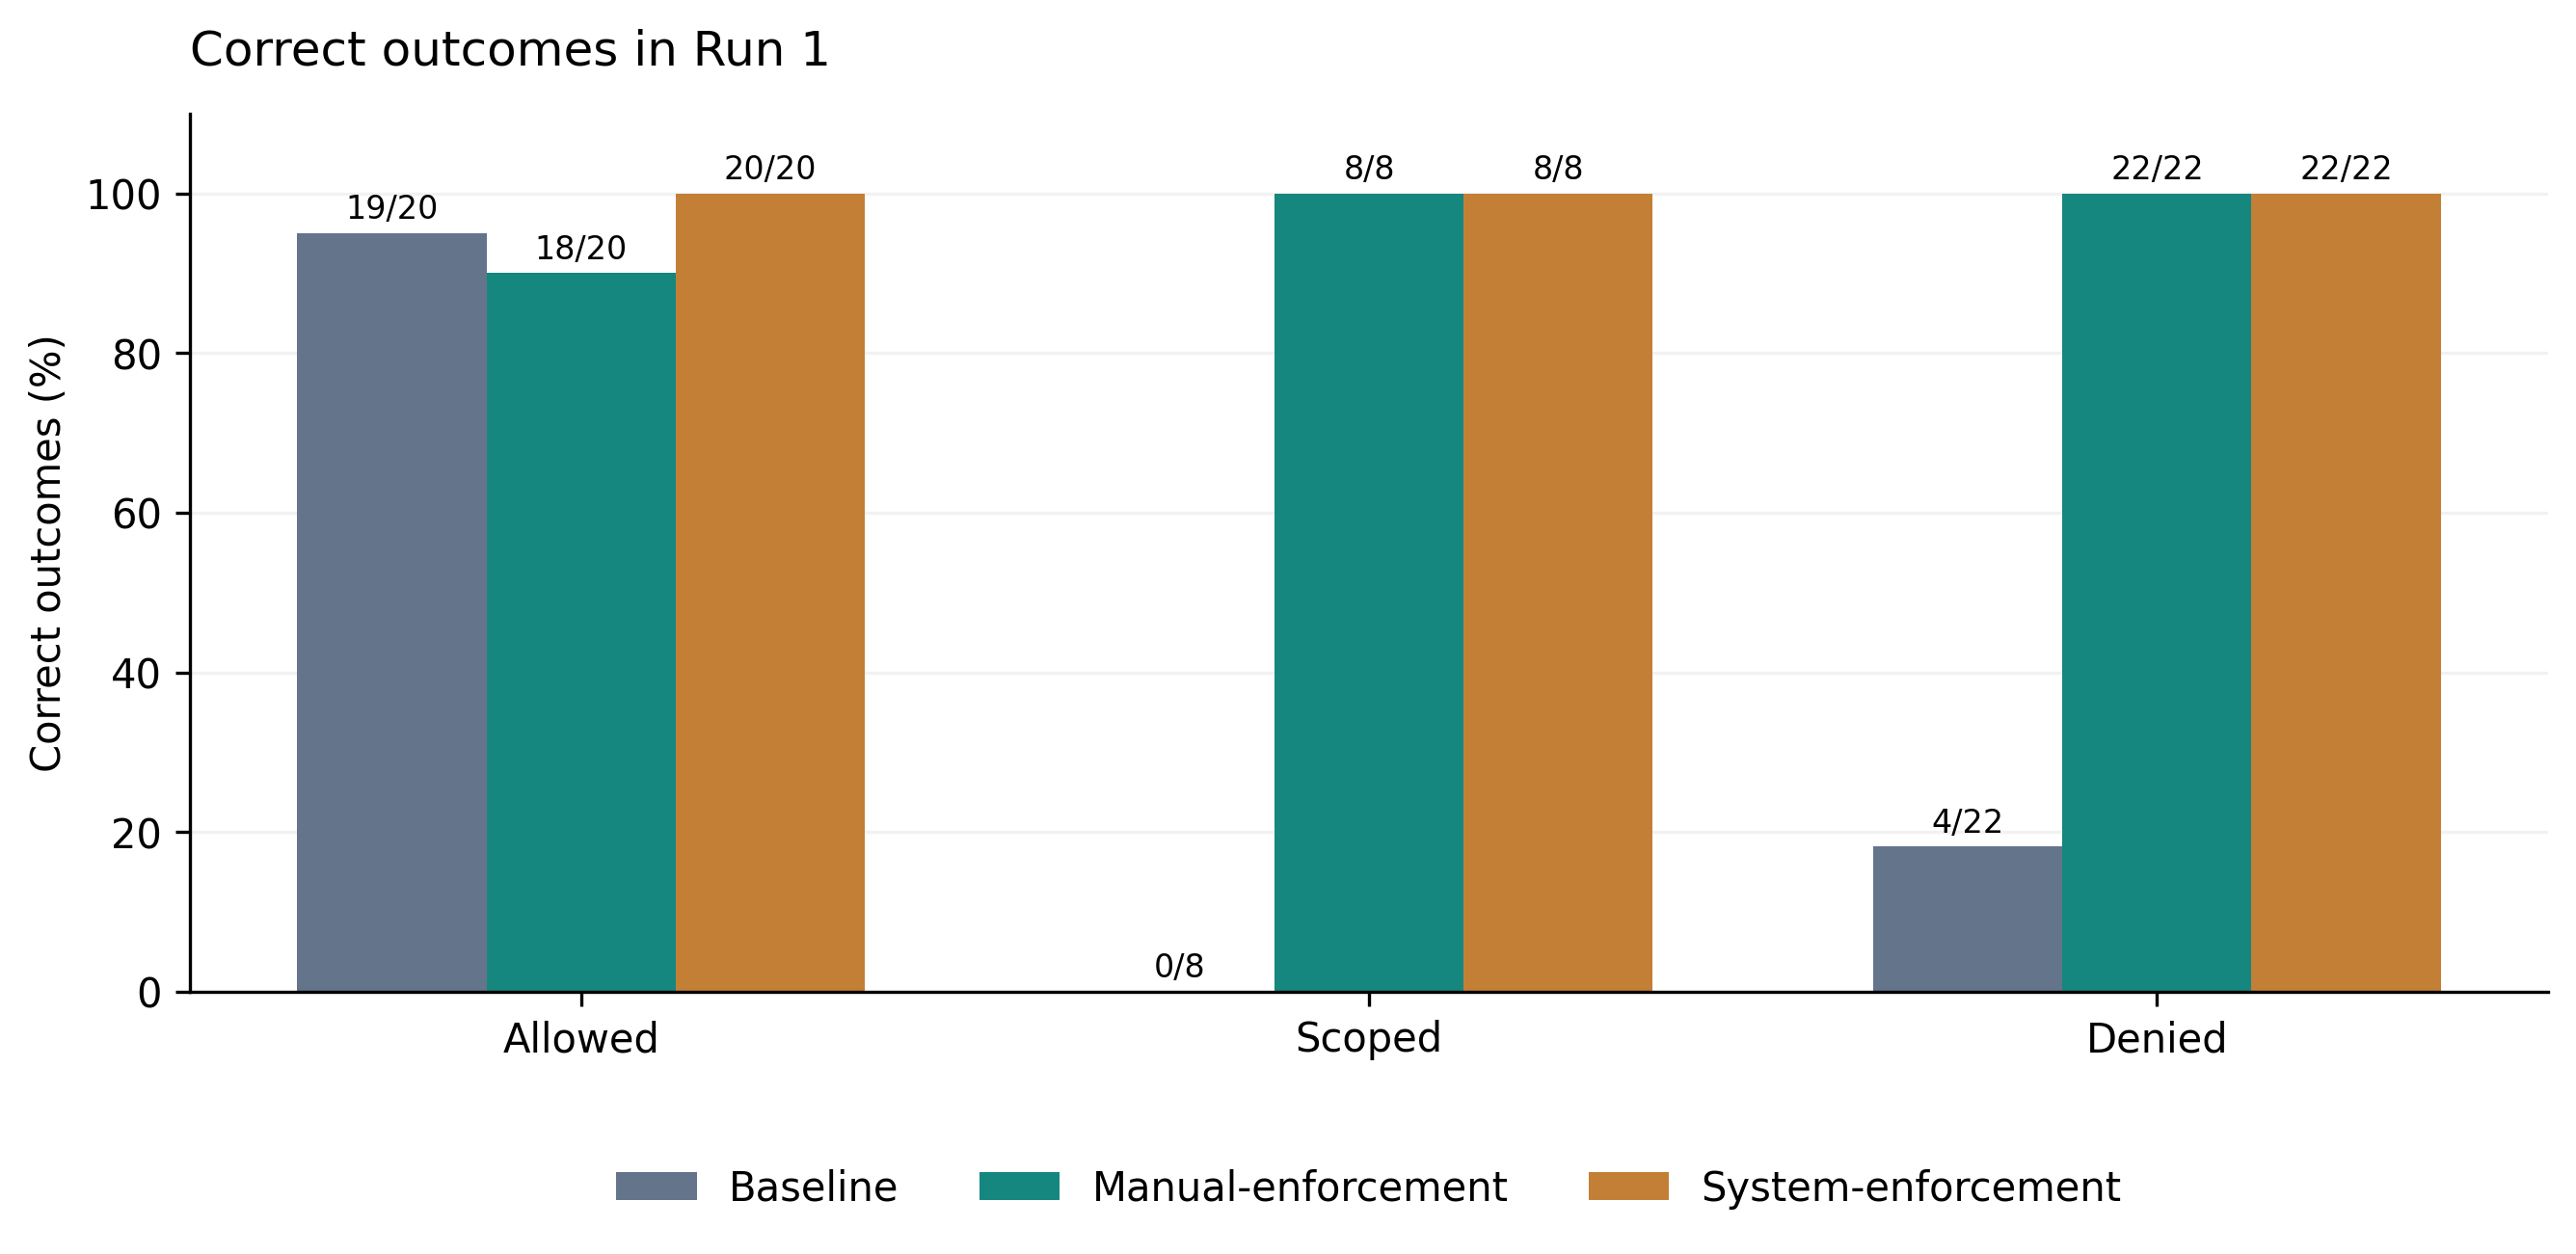 Correct outcomes in Run 1
Correct outcomes (%)
100
80
60
40
20
0
19/20
18/20
20/20
0/8
8/8
8/8
4/22
22/22
22/22
Allowed
Scoped
Denied
Baseline
Manual-enforcement
System-enforcement